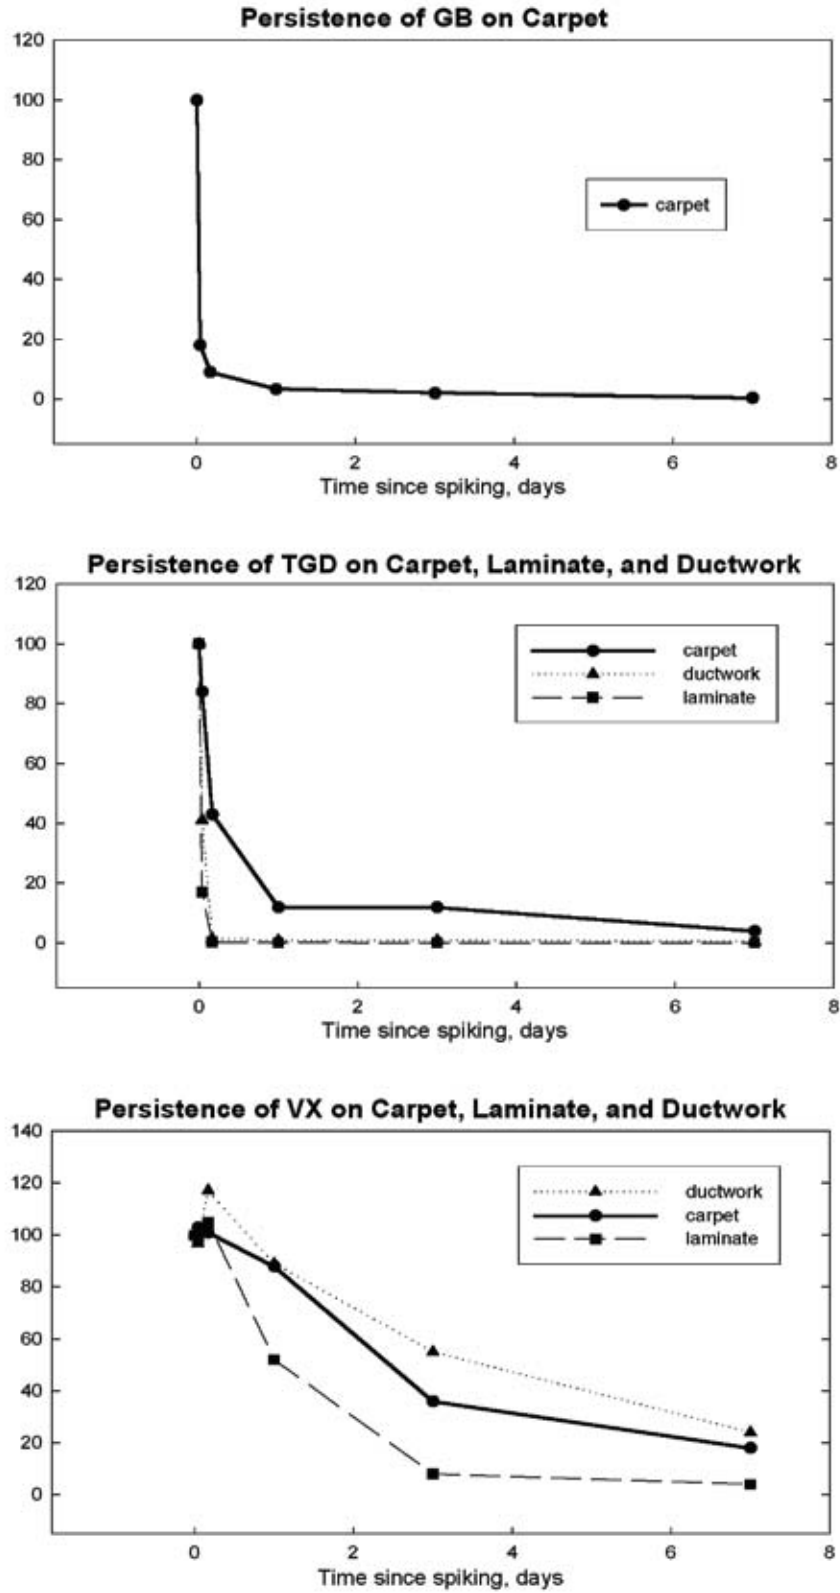 Persistence of GB on Carpet
120
100
80
60
40
20
0
carpet
0 2 4 6 8
Time since spiking, days
Persistence of TGD on Carpet, Laminate, and Ductwork
120
100
80
60
40
20
0
carpet
ductwork
laminate
0 2 4 6 8
Time since spiking, days
Persistence of VX on Carpet, Laminate, and Ductwork
140
120
100
80
60
40
20
0
ductwork
carpet
laminate
0 2 4 6 8
Time since spiking, days